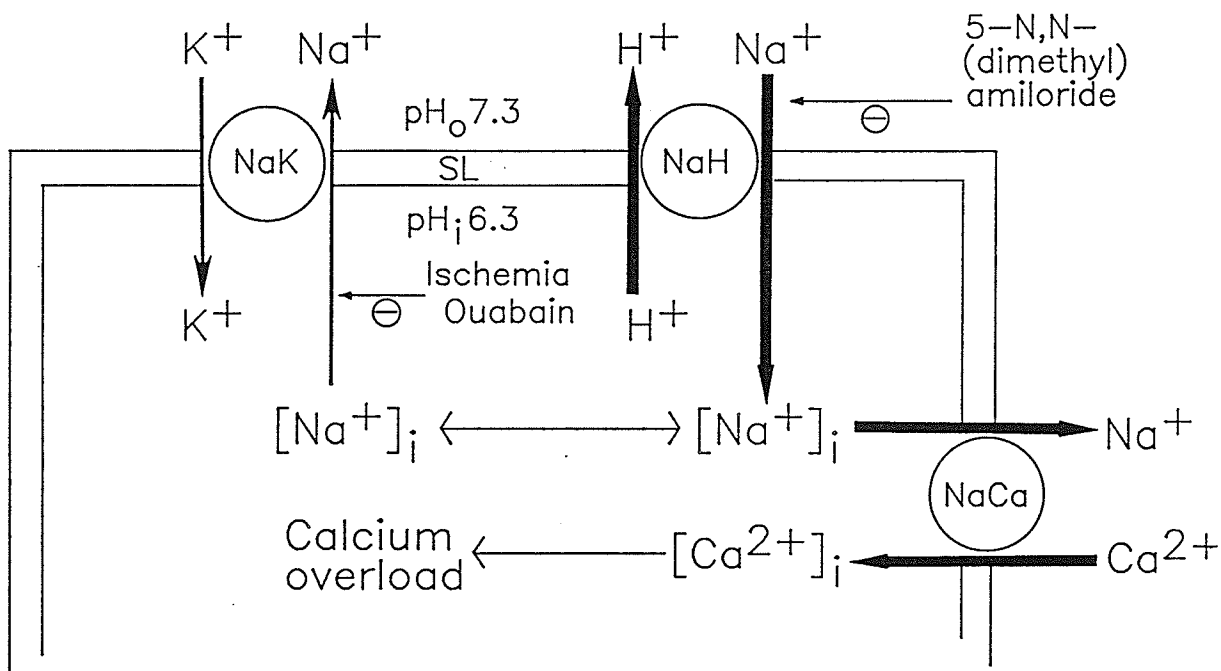 K⁺ Na⁺ H⁺ Na⁺
5–N,N–
(dimethyl)
amiloride
⊖
pHₒ7.3
NaK SL NaH
pHᵢ6.3
Ischemia
Ouabain
⊖
K⁺ H⁺
[Na⁺]ᵢ [Na⁺]ᵢ Na⁺
NaCa
Calcium
overload
[Ca²⁺]ᵢ Ca²⁺